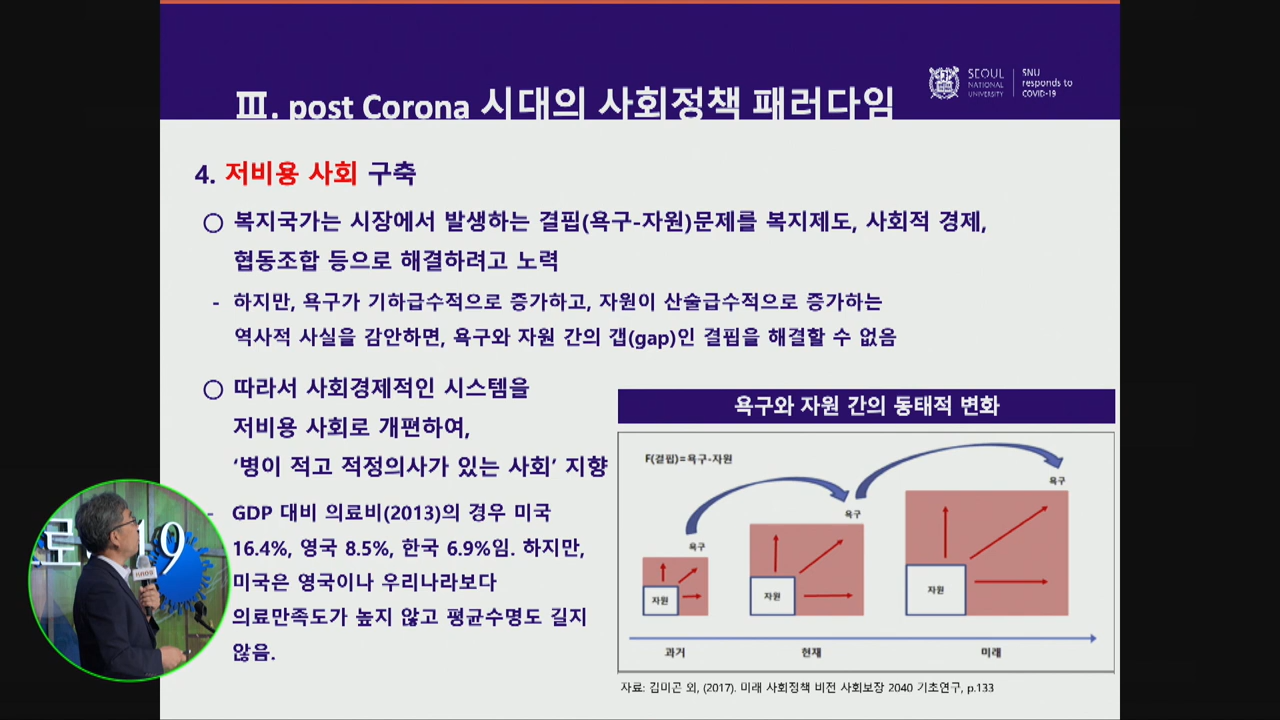 Ⅲ. post Corona 시대의 사회정책 패러다임
SEOUL
NATIONAL
UNIVERSITY
SNU
responds to
COVID-19
4. 저비용 사회 구축
○ 복지국가는 시장에서 발생하는 결핍(욕구-자원)문제를 복지제도, 사회적 경제,
협동조합 등으로 해결하려고 노력
- 하지만, 욕구가 기하급수적으로 증가하고, 자원이 산술급수적으로 증가하는
역사적 사실을 감안하면, 욕구와 자원 간의 갭(gap)인 결핍을 해결할 수 없음
○ 따라서 사회경제적인 시스템을
저비용 사회로 개편하여,
‘병이 적고 적정의사가 있는 사회’ 지향
- GDP 대비 의료비(2013)의 경우 미국
16.4%, 영국 8.5%, 한국 6.9%임. 하지만,
미국은 영국이나 우리나라보다
의료만족도가 높지 않고 평균수명도 길지
않음.
욕구와 자원 간의 동태적 변화
F(결핍)=욕구-자원
욕구
욕구
욕구
자원
자원
자원
과거
현재
미래
자료: 김미곤 외, (2017). 미래 사회정책 비전 사회보장 2040 기초연구, p.133
로
19